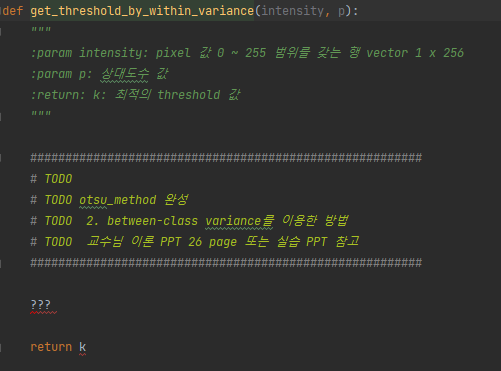 def get_threshold_by_within_variance(intensity, p):
"""
:param intensity: pixel 값 0 ~ 255 범위를 갖는 행 vector 1 x 256
:param p: 상대도수 값
:return: k: 최적의 threshold 값
"""
########################################################
# TODO
# TODO otsu_method 완성
# TODO  2. between-class variance를 이용한 방법
# TODO  교수님 이론 PPT 26 page 또는 실습 PPT 참고
########################################################
???
return k